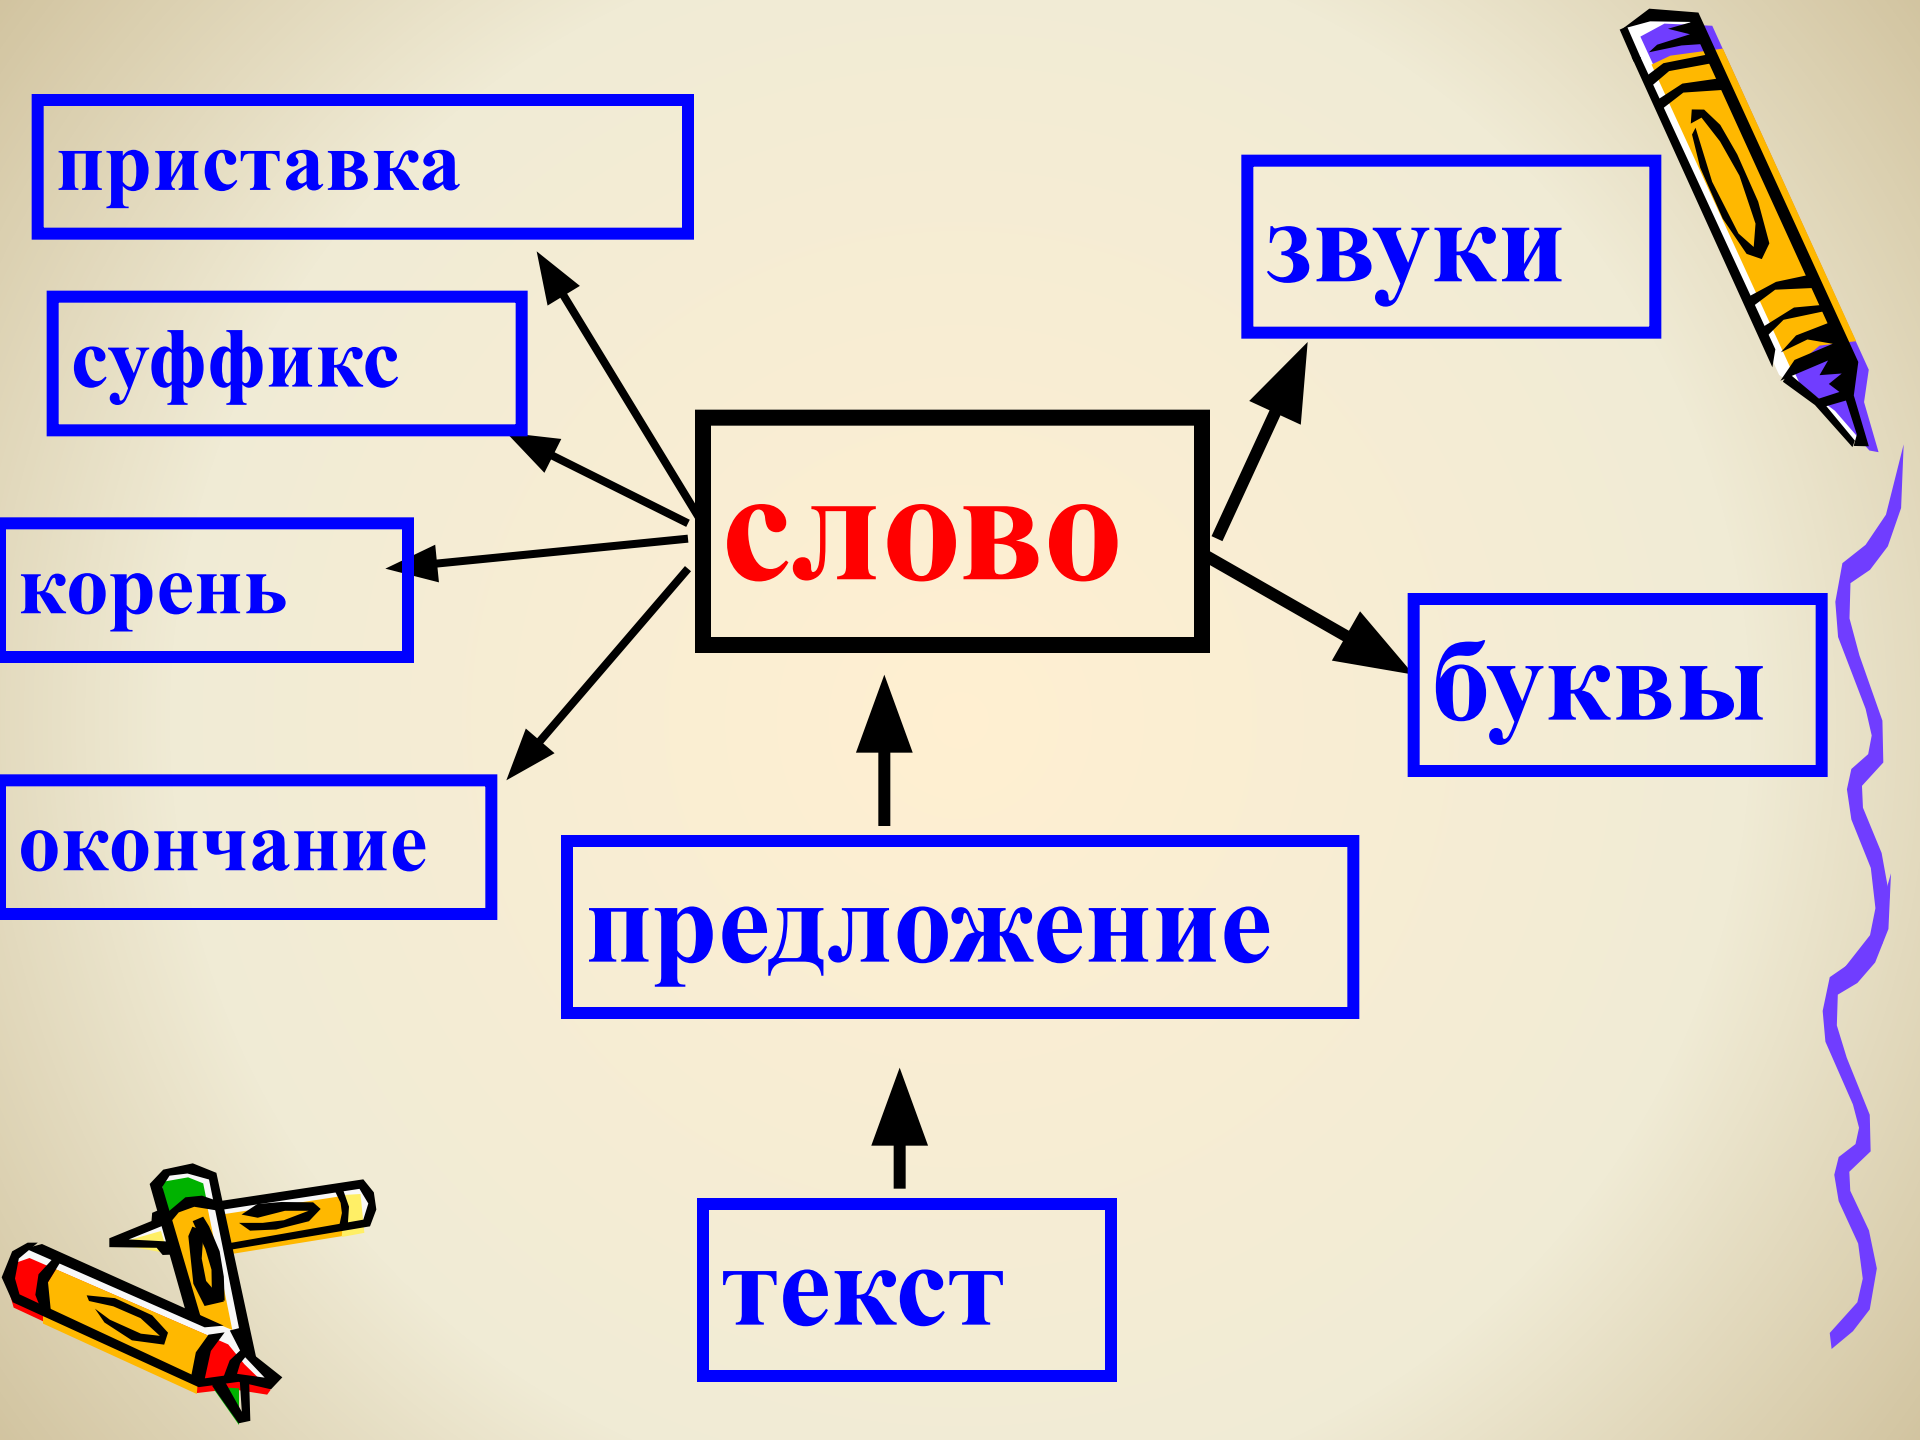 приставка
звуки
суффикс
слово
корень
буквы
окончание
предложение
текст